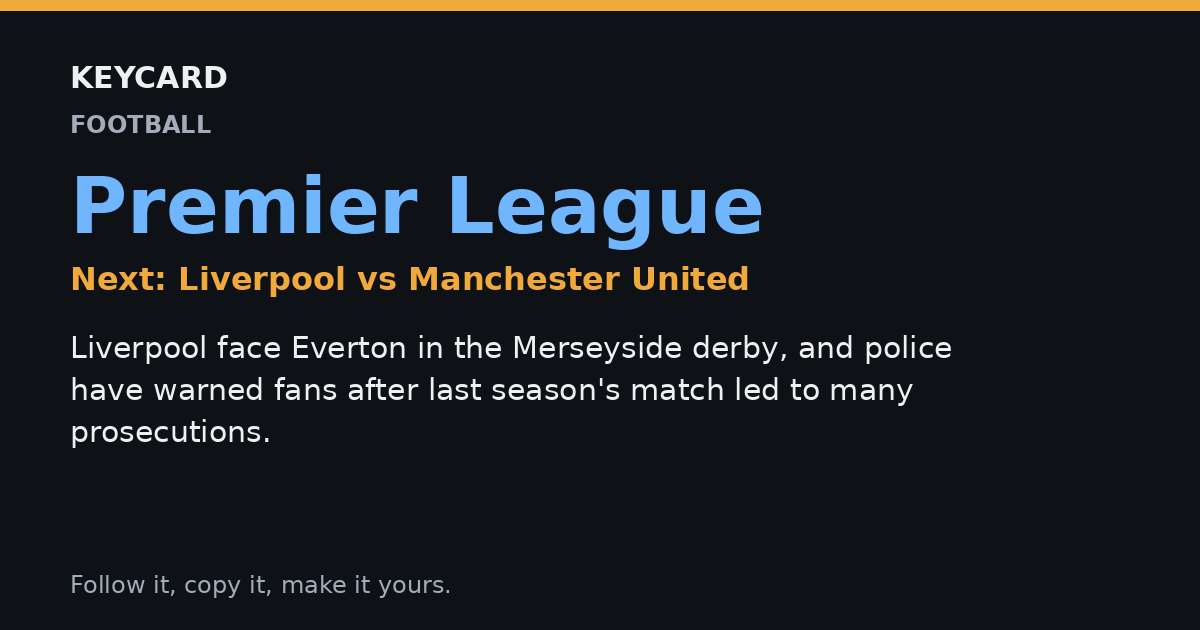 KEYCARD
FOOTBALL
Premier League
Next: Liverpool vs Manchester United
Liverpool face Everton in the Merseyside derby, and police
have warned fans after last season's match led to many
prosecutions.
Follow it, copy it, make it yours.